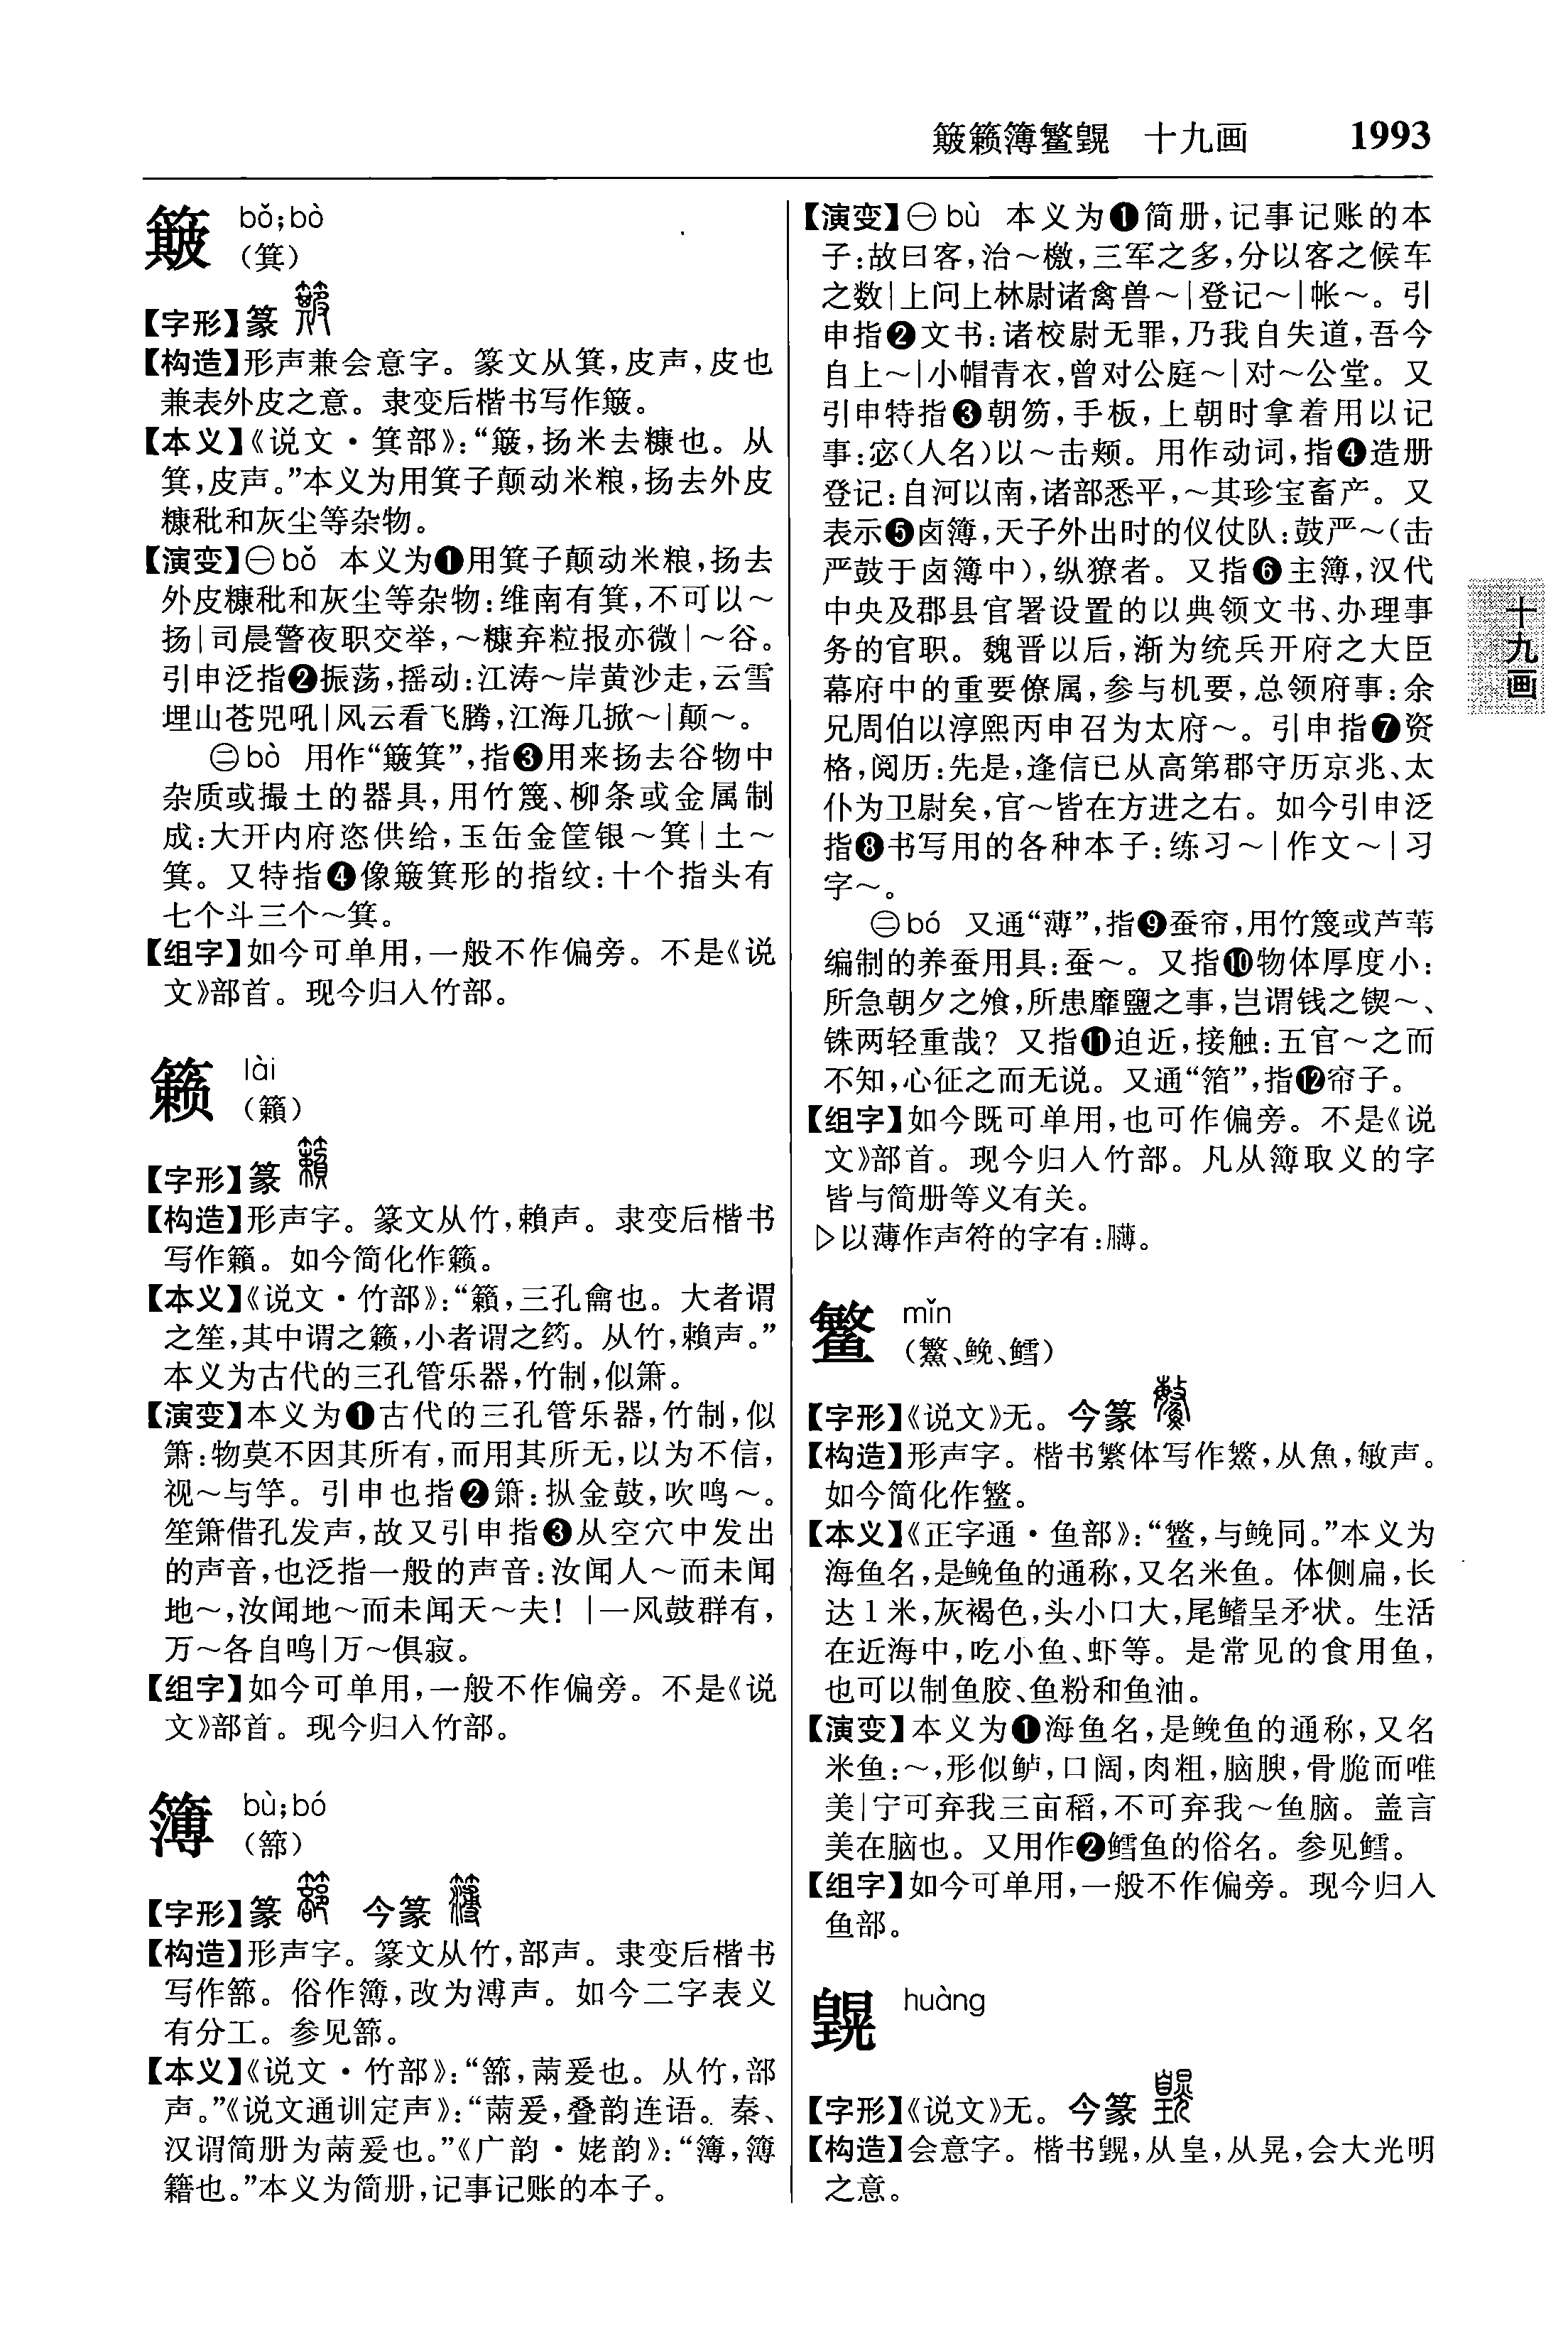 簸籁簿鳘皩 十九画 1993
簸 bǒ;bò
(箕)
【字形】篆
【构造】形声兼会意字。篆文从箕,皮声,皮也
兼表外皮之意。隶变后楷书写作簸。
【本义】《说文·箕部》:“簸,扬米去糠也。从
箕,皮声。”本义为用箕子颠动米粮,扬去外皮
糠秕和灰尘等杂物。
【演变】㊀bǒ 本义为❶用箕子颠动米粮,扬去
外皮糠秕和灰尘等杂物:维南有箕,不可以～
扬|司晨警夜职交举,～糠弃粒报亦微|～谷。
引申泛指❷振荡,摇动:江涛～岸黄沙走,云雪
埋山苍兕吼|风云看飞腾,江海几掀～|颠～。
㊁bò 用作“簸箕”,指❸用来扬去谷物中
杂质或撮土的器具,用竹篾、柳条或金属制
成:大开内府恣供给,玉缶金筐银～箕|土～
箕。又特指❹像簸箕形的指纹:十个指头有
七个斗三个～箕。
【组字】如今可单用,一般不作偏旁。不是《说
文》部首。现今归入竹部。
籁 lài
(籟)
【字形】篆
【构造】形声字。篆文从竹,賴声。隶变后楷书
写作籟。如今简化作籁。
【本义】《说文·竹部》:“籟,三孔龠也。大者谓
之笙,其中谓之籁,小者谓之箹。从竹,賴声。”
本义为古代的三孔管乐器,竹制,似箫。
【演变】本义为❶古代的三孔管乐器,竹制,似
箫:物莫不因其所有,而用其所无,以为不信,
视～与竽。引申也指❷箫:拟金鼓,吹鸣～。
笙箫借孔发声,故又引申指❸从空穴中发出
的声音,也泛指一般的声音:汝闻人～而未闻
地～,汝闻地～而未闻天～夫!|一风鼓群有,
万～各自鸣|万～俱寂。
【组字】如今可单用,一般不作偏旁。不是《说
文》部首。现今归入竹部。
簿 bù;bó
(篰)
【字形】篆 今篆
【构造】形声字。篆文从竹,部声。隶变后楷书
写作篰。俗作簿,改为溥声。如今二字表义
有分工。参见篰。
【本义】《说文·竹部》:“篰,㒼爰也。从竹,部
声。”《说文通训定声》:“㒼爰,叠韵连语。秦、
汉谓简册为㒼爰也。”《广韵·姥韵》:“簿,簿
籍也。”本义为简册,记事记账的本子。
【演变】㊀bù 本义为❶简册,记事记账的本
子:故曰客,治～檄,三军之多,分以客之候车
之数|上问上林尉诸禽兽～|登记～|帐～。引
申指❷文书:诸校尉无罪,乃我自失道,吾今
自上～|小帽青衣,曾对公庭～|对～公堂。又
引申特指❸朝笏,手板,上朝时拿着用以记
事:宓(人名)以～击颊。用作动词,指❹造册
登记:自河以南,诸部悉平,～其珍宝畜产。又
表示❺卤簿,天子外出时的仪仗队:鼓严～(击
严鼓于卤簿中),纵獠者。又指❻主簿,汉代
中央及郡县官署设置的以典领文书、办理事
务的官职。魏晋以后,渐为统兵开府之大臣
幕府中的重要僚属,参与机要,总领府事:余
兄周伯以淳熙丙申召为太府～。引申指❼资
格,阅历:先是,逢信已从高第郡守历京兆、太
仆为卫尉矣,官～皆在方进之右。如今引申泛
指❽书写用的各种本子:练习～|作文～|习
字～。
㊁bó 又通“薄”,指❾蚕帘,用竹篾或芦苇
编制的养蚕用具:蚕～。又指❿物体厚度小:
所急朝夕之飧,所患靡盬之事,岂谓钱之锲～、
铢两轻重哉?又指⓫迫近,接触:五官～之而
不知,心征之而无说。又通“箔”,指⓬帘子。
【组字】如今既可单用,也可作偏旁。不是《说
文》部首。现今归入竹部。凡从簿取义的字
皆与简册等义有关。
▷以薄作声符的字有:髆。
鳘 mǐn
(鰵、鮸、鳕)
【字形】《说文》无。今篆
【构造】形声字。楷书繁体写作鰵,从魚,敏声。
如今简化作鳘。
【本义】《正字通·鱼部》:“鳘,与鮸同。”本义为
海鱼名,是鮸鱼的通称,又名米鱼。体侧扁,长
达1米,灰褐色,头小口大,尾鳍呈矛状。生活
在近海中,吃小鱼、虾等。是常见的食用鱼,
也可以制鱼胶、鱼粉和鱼油。
【演变】本义为❶海鱼名,是鮸鱼的通称,又名
米鱼:～,形似鲈,口阔,肉粗,脑腴,骨脆而唯
美|宁可弃我三亩稻,不可弃我～鱼脑。盖言
美在脑也。又用作❷鳕鱼的俗名。参见鳕。
【组字】如今可单用,一般不作偏旁。现今归入
鱼部。
皩 huàng
【字形】《说文》无。今篆
【构造】会意字。楷书皩,从皇,从晃,会大光明
之意。
十九画